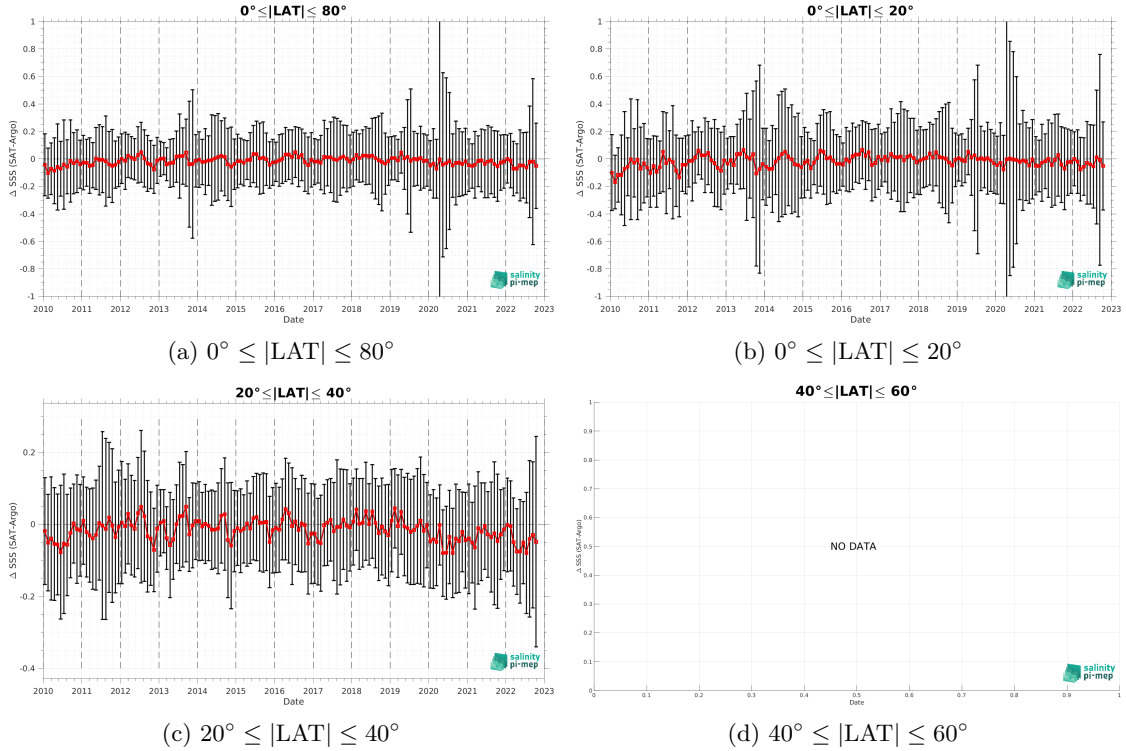 0°≤|LAT|≤ 80°
Δ SSS (SAT-Argo)
1
0.8
0.6
0.4
0.2
0
-0.2
-0.4
-0.6
-0.8
-1
2010 2011 2012 2013 2014 2015 2016 2017 2018 2019 2020 2021 2022 2023
Date
salinity
pi-mep
(a) 0° ≤ |LAT| ≤ 80°
0°≤|LAT|≤ 20°
Δ SSS (SAT-Argo)
1
0.8
0.6
0.4
0.2
0
-0.2
-0.4
-0.6
-0.8
-1
2010 2011 2012 2013 2014 2015 2016 2017 2018 2019 2020 2021 2022 2023
Date
salinity
pi-mep
(b) 0° ≤ |LAT| ≤ 20°
20°≤|LAT|≤ 40°
Δ SSS (SAT-Argo)
0.2
0
-0.2
-0.4
2010 2011 2012 2013 2014 2015 2016 2017 2018 2019 2020 2021 2022 2023
Date
salinity
pi-mep
(c) 20° ≤ |LAT| ≤ 40°
40°≤|LAT|≤ 60°
Δ SSS (SAT-Argo)
1
0.9
0.8
0.7
0.6
0.5
0.4
0.3
0.2
0.1
0
NO DATA
0 0.1 0.2 0.3 0.4 0.5 0.6 0.7 0.8 0.9 1
Date
salinity
pi-mep
(d) 40° ≤ |LAT| ≤ 60°